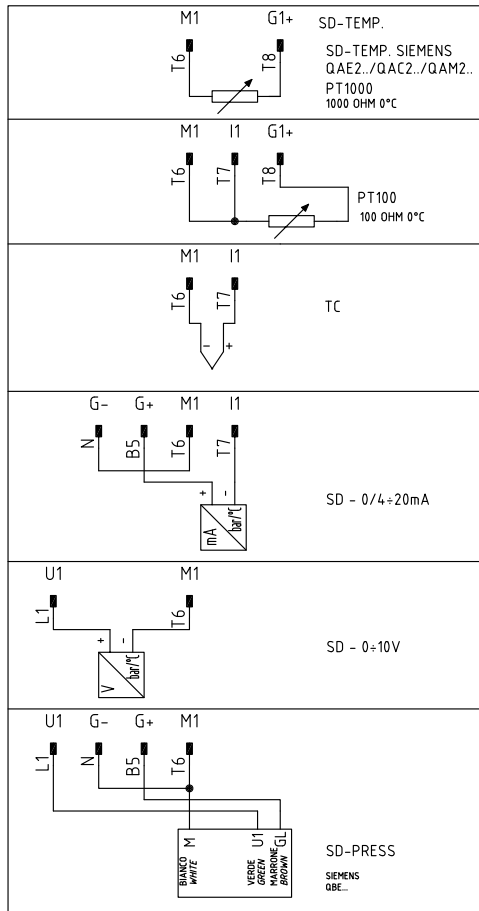 M1 G1+ SD-TEMP.
T6 T8
SD-TEMP. SIEMENS
QAE2../QAC2../QAM2..
PT1000
1000 OHM 0°C
M1 I1 G1+
T6 T7 T8
PT100
100 OHM 0°C
M1 I1
T6 T7
TC
- +
G- G+ M1 I1
N B5 T6 T7
+ -
mA bar/°C
SD - 0/4÷20mA
U1 M1
L1 T6
+ -
V bar/°C
SD - 0÷10V
U1 G- G+ M1
L1 N B5 T6
BIANCO
WHITE
M
VERDE
GREEN
U1
MARRONE
BROWN
GL
SD-PRESS
SIEMENS
QBE...